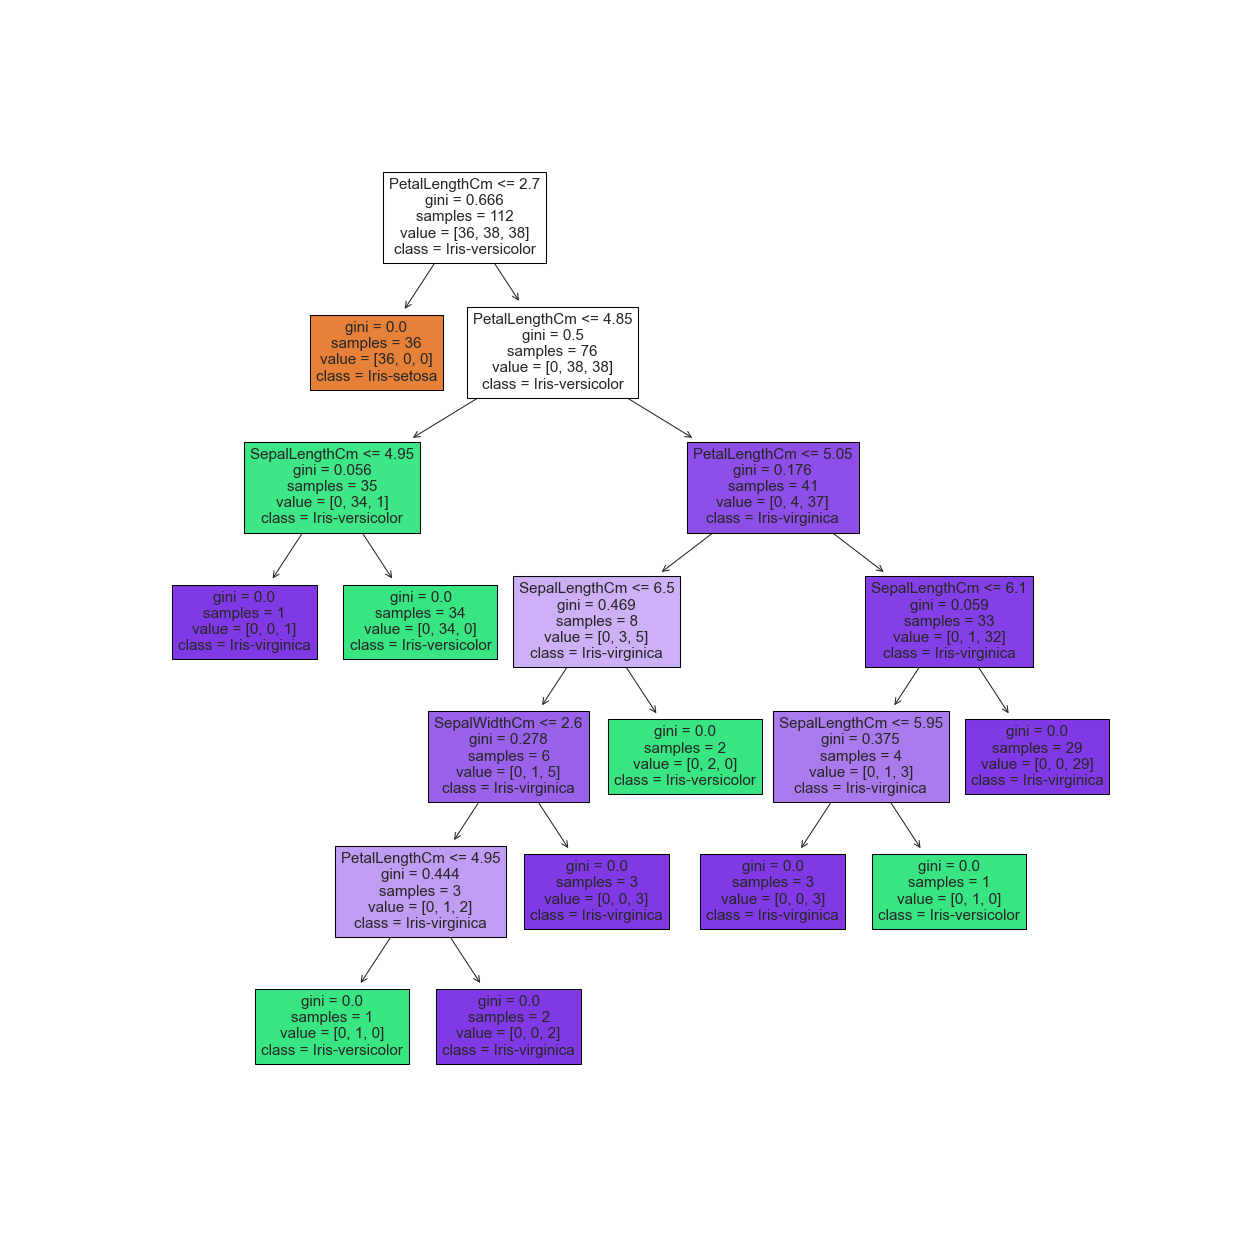 PetalLengthCm <= 2.7
gini = 0.666
samples = 112
value = [36, 38, 38]
class = Iris-versicolor
gini = 0.0
samples = 36
value = [36, 0, 0]
class = Iris-setosa
PetalLengthCm <= 4.85
gini = 0.5
samples = 76
value = [0, 38, 38]
class = Iris-versicolor
SepalLengthCm <= 4.95
gini = 0.056
samples = 35
value = [0, 34, 1]
class = Iris-versicolor
PetalLengthCm <= 5.05
gini = 0.176
samples = 41
value = [0, 4, 37]
class = Iris-virginica
gini = 0.0
samples = 1
value = [0, 0, 1]
class = Iris-virginica
gini = 0.0
samples = 34
value = [0, 34, 0]
class = Iris-versicolor
SepalLengthCm <= 6.5
gini = 0.469
samples = 8
value = [0, 3, 5]
class = Iris-virginica
SepalLengthCm <= 6.1
gini = 0.059
samples = 33
value = [0, 1, 32]
class = Iris-virginica
SepalWidthCm <= 2.6
gini = 0.278
samples = 6
value = [0, 1, 5]
class = Iris-virginica
gini = 0.0
samples = 2
value = [0, 2, 0]
class = Iris-versicolor
SepalLengthCm <= 5.95
gini = 0.375
samples = 4
value = [0, 1, 3]
class = Iris-virginica
gini = 0.0
samples = 29
value = [0, 0, 29]
class = Iris-virginica
PetalLengthCm <= 4.95
gini = 0.444
samples = 3
value = [0, 1, 2]
class = Iris-virginica
gini = 0.0
samples = 3
value = [0, 0, 3]
class = Iris-virginica
gini = 0.0
samples = 3
value = [0, 0, 3]
class = Iris-virginica
gini = 0.0
samples = 1
value = [0, 1, 0]
class = Iris-versicolor
gini = 0.0
samples = 1
value = [0, 1, 0]
class = Iris-versicolor
gini = 0.0
samples = 2
value = [0, 0, 2]
class = Iris-virginica